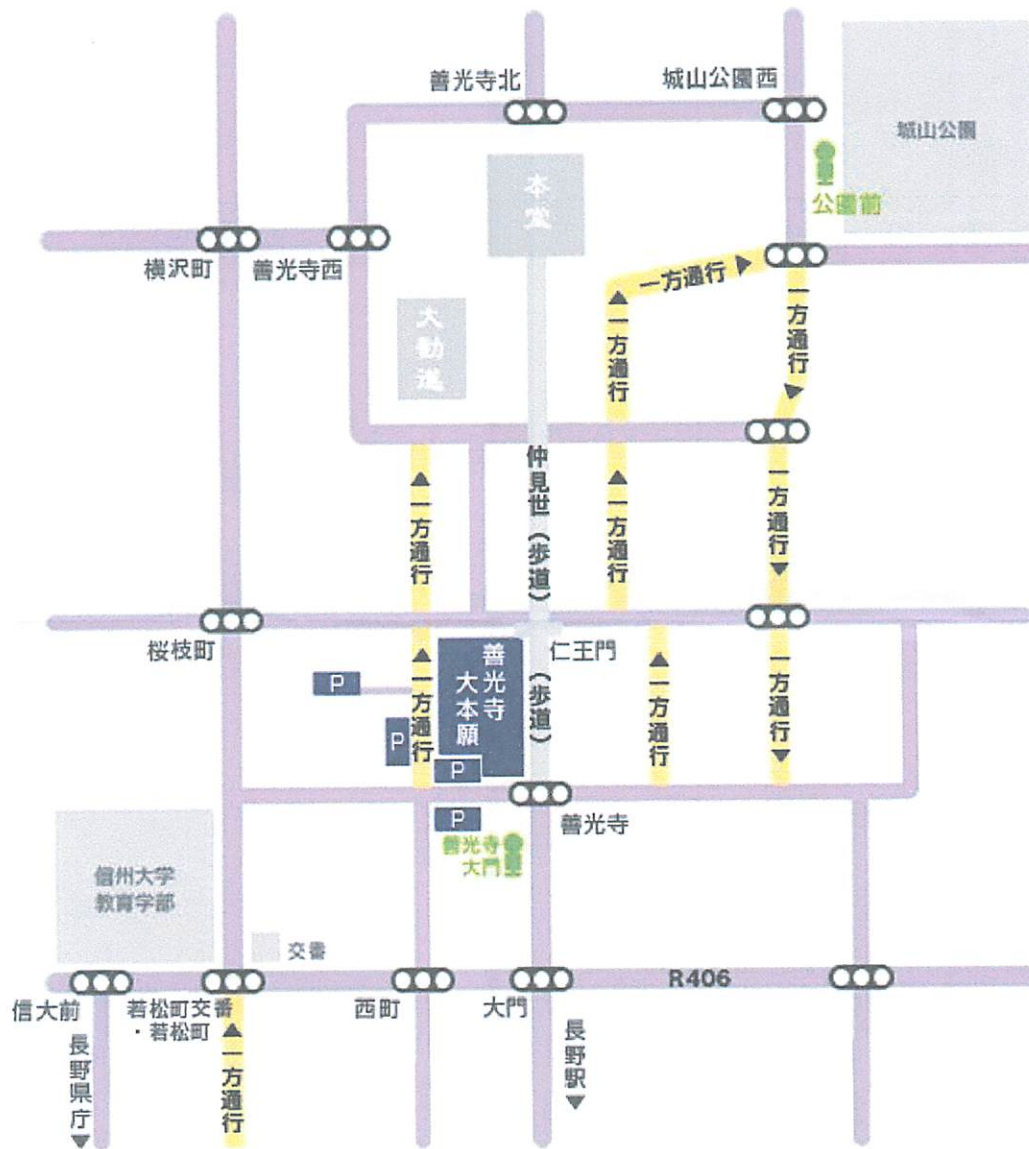 善光寺北
城山公園西
城山公園
公園前
本堂
横沢町
善光寺西
大勧進
一方通行
一方通行
一方通行
一方通行
一方通行
一方通行
仲見世(歩道)
桜枝町
仁王門
P
P
一方通行
善光寺
大本願
P
(歩道)
一方通行
一方通行
善光寺
P
善光寺
大門
信州大学
教育学部
交番
R406
信大前
若松町交番
・若松町
西町
大門
長野県庁
一方通行
長野駅